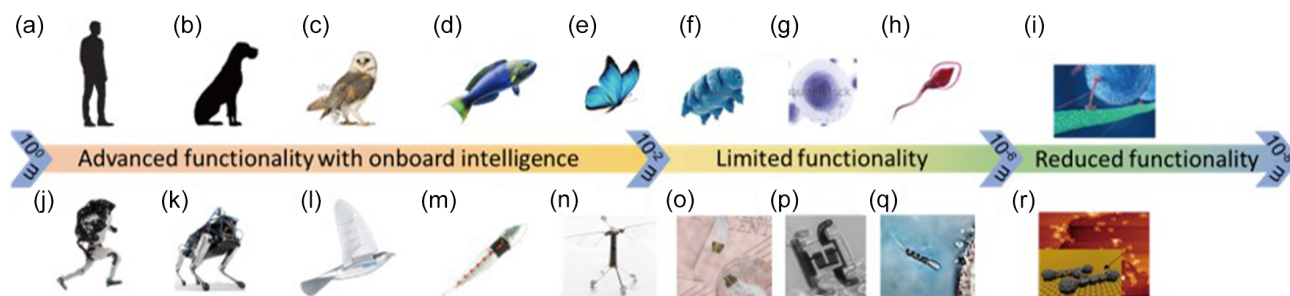 (a) (b) (c) (d) (e) (f) (g) (h) (i)
10⁰ m Advanced functionality with onboard intelligence 10⁻² m Limited functionality 10⁻⁶ m Reduced functionality 10⁻⁸ m
(j) (k) (l) (m) (n) (o) (p) (q) (r)